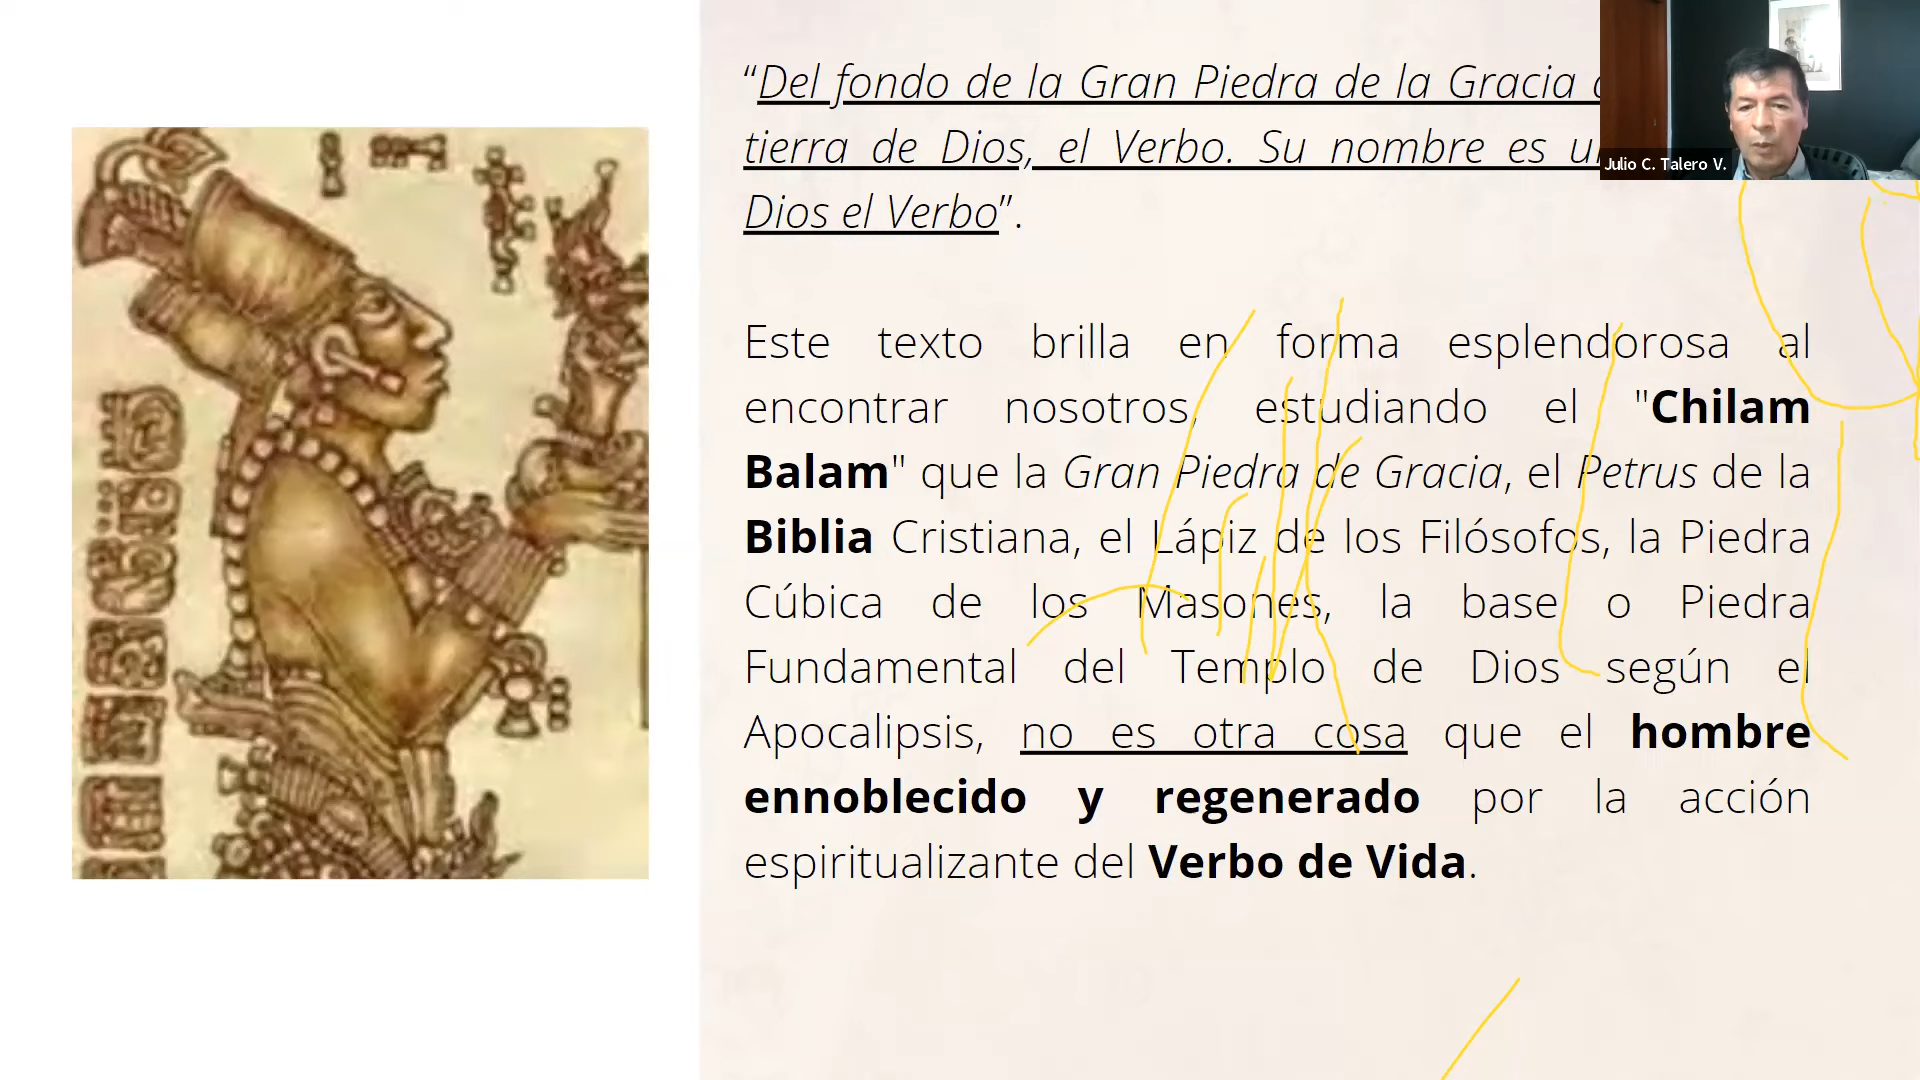 “Del fondo de la Gran Piedra de la Gracia
tierra de Dios, el Verbo. Su nombre es
Dios el Verbo”.
Julio C. Talero V.
Este texto brilla en forma esplendorosa al
encontrar nosotros, estudiando el "Chilam
Balam" que la Gran Piedra de Gracia, el Petrus de la
Biblia Cristiana, el Lápiz de los Filósofos, la Piedra
Cúbica de los Masones, la base o Piedra
Fundamental del Templo de Dios según el
Apocalipsis, no es otra cosa que el hombre
ennoblecido y regenerado por la acción
espiritualizante del Verbo de Vida.